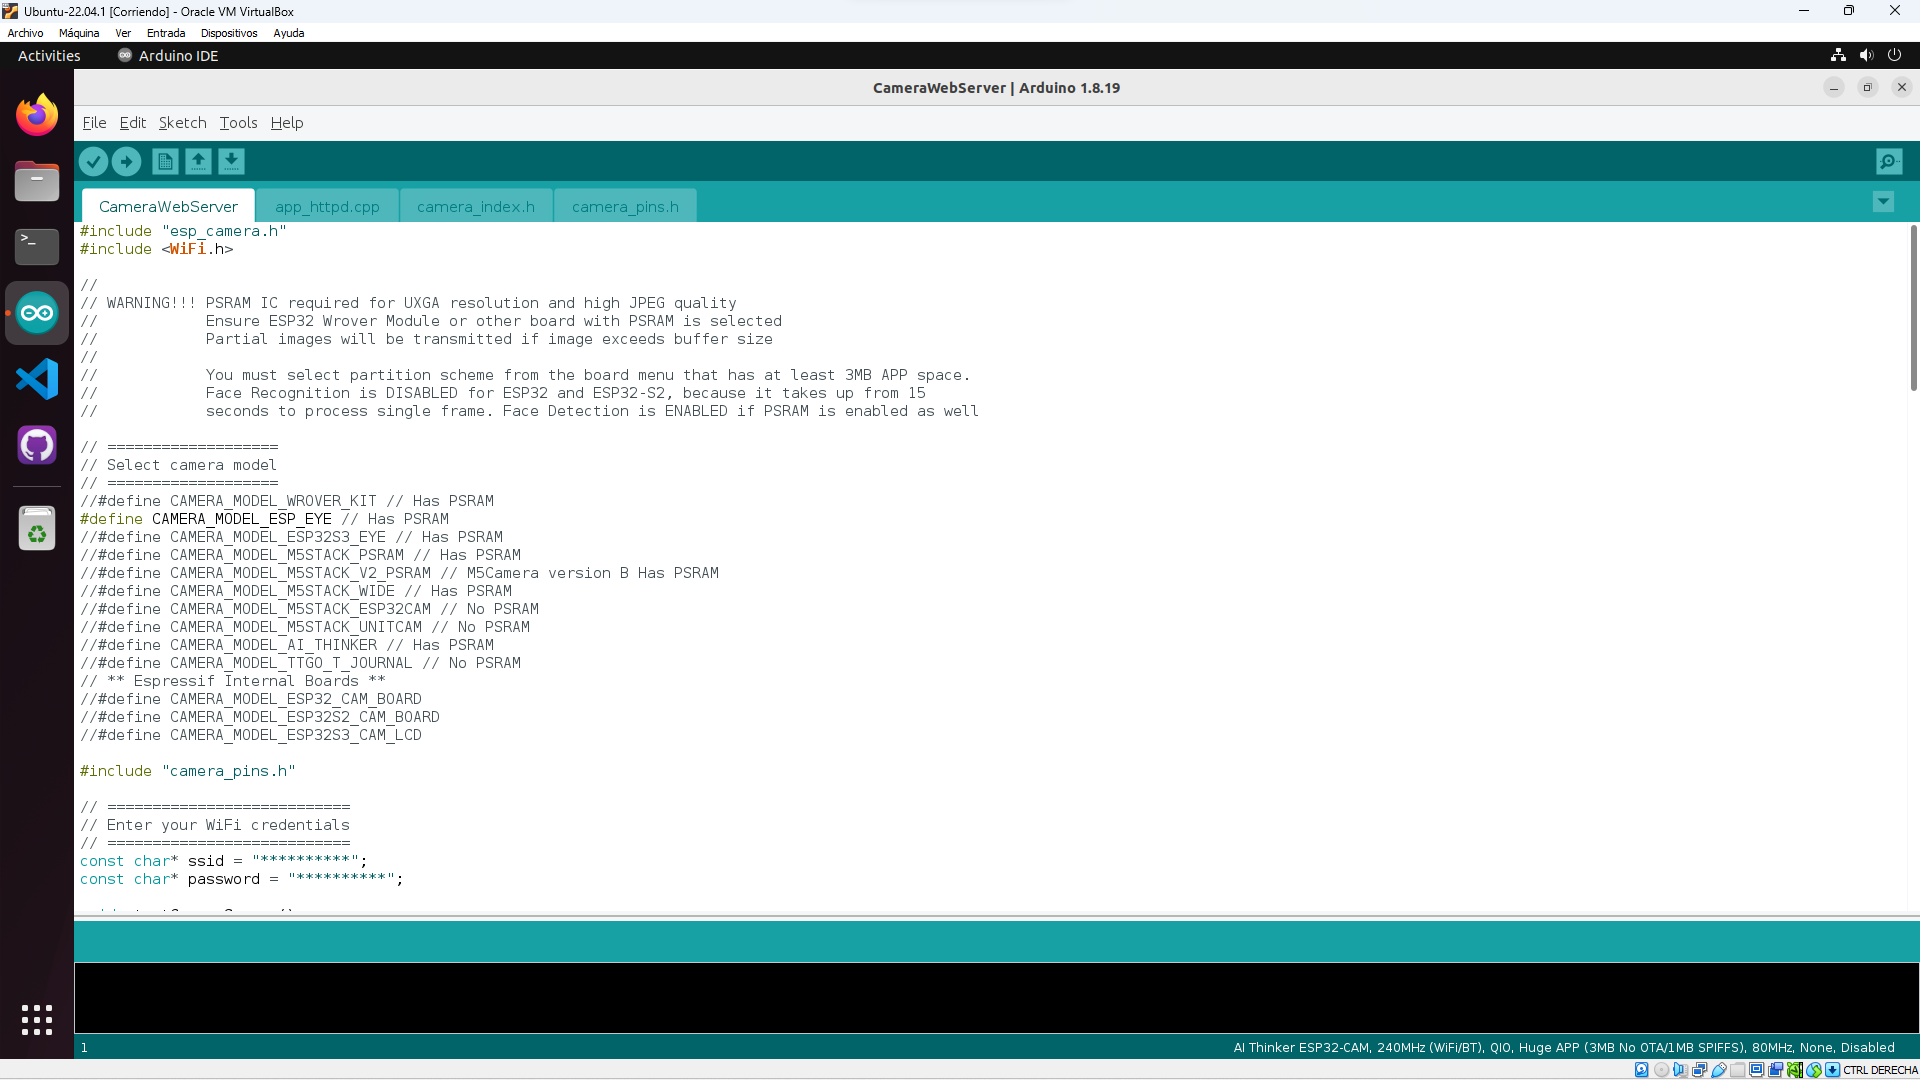 Ubuntu-22.04.1 [Corriendo] - Oracle VM VirtualBox
Archivo Máquina Ver Entrada Dispositivos Ayuda
Activities Arduino IDE
CameraWebServer | Arduino 1.8.19
File Edit Sketch Tools Help
CameraWebServer app_httpd.cpp camera_index.h camera_pins.h
#include "esp_camera.h"
#include <WiFi.h>
//
// WARNING!!! PSRAM IC required for UXGA resolution and high JPEG quality
//            Ensure ESP32 Wrover Module or other board with PSRAM is selected
//            Partial images will be transmitted if image exceeds buffer size
//
//            You must select partition scheme from the board menu that has at least 3MB APP space.
//            Face Recognition is DISABLED for ESP32 and ESP32-S2, because it takes up from 15
//            seconds to process single frame. Face Detection is ENABLED if PSRAM is enabled as well
// ===================
// Select camera model
// ===================
//#define CAMERA_MODEL_WROVER_KIT // Has PSRAM
#define CAMERA_MODEL_ESP_EYE // Has PSRAM
//#define CAMERA_MODEL_ESP32S3_EYE // Has PSRAM
//#define CAMERA_MODEL_M5STACK_PSRAM // Has PSRAM
//#define CAMERA_MODEL_M5STACK_V2_PSRAM // M5Camera version B Has PSRAM
//#define CAMERA_MODEL_M5STACK_WIDE // Has PSRAM
//#define CAMERA_MODEL_M5STACK_ESP32CAM // No PSRAM
//#define CAMERA_MODEL_M5STACK_UNITCAM // No PSRAM
//#define CAMERA_MODEL_AI_THINKER // Has PSRAM
//#define CAMERA_MODEL_TTGO_T_JOURNAL // No PSRAM
// ** Espressif Internal Boards **
//#define CAMERA_MODEL_ESP32_CAM_BOARD
//#define CAMERA_MODEL_ESP32S2_CAM_BOARD
//#define CAMERA_MODEL_ESP32S3_CAM_LCD
#include "camera_pins.h"
// ===========================
// Enter your WiFi credentials
// ===========================
const char* ssid = "**********";
const char* password = "**********";
1 AI Thinker ESP32-CAM, 240MHz (WiFi/BT), QIO, Huge APP (3MB No OTA/1MB SPIFFS), 80MHz, None, Disabled
CTRL DERECHA